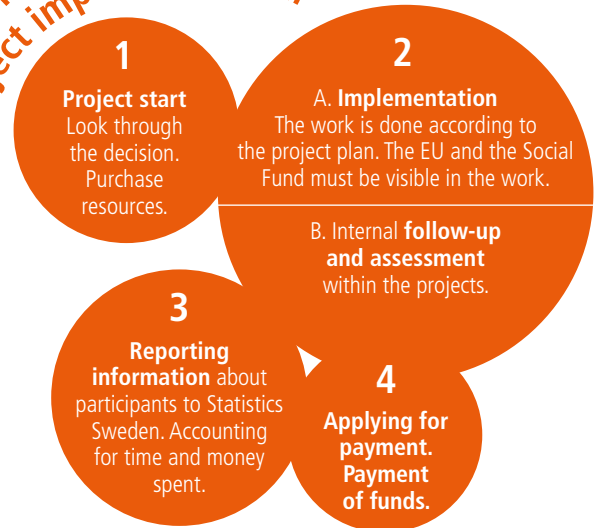 1
Project start
Look through
the decision.
Purchase
resources.
2
A. Implementation
The work is done according to
the project plan. The EU and the Social
Fund must be visible in the work.
B. Internal follow-up
and assessment
within the projects.
3
Reporting
information about
participants to Statistics
Sweden. Accounting
for time and money
spent.
4
Applying for
payment.
Payment
of funds.